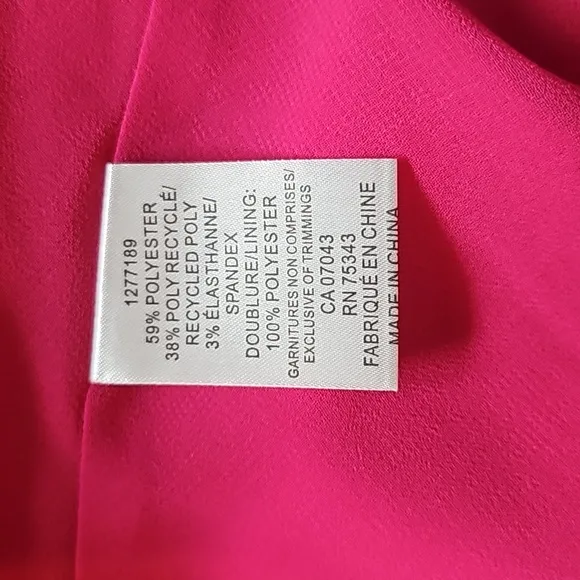 1277189
59% POLYESTER
38% POLY RECYCLÉ/
RECYCLED POLY
3% ÉLASTHANNE/
SPANDEX
DOUBLURE/LINING:
100% POLYESTER
GARNITURES NON COMPRISES/
EXCLUSIVE OF TRIMMINGS
CA 07043
RN 75343
FABRIQUÉ EN CHINE
MADE IN CHINA